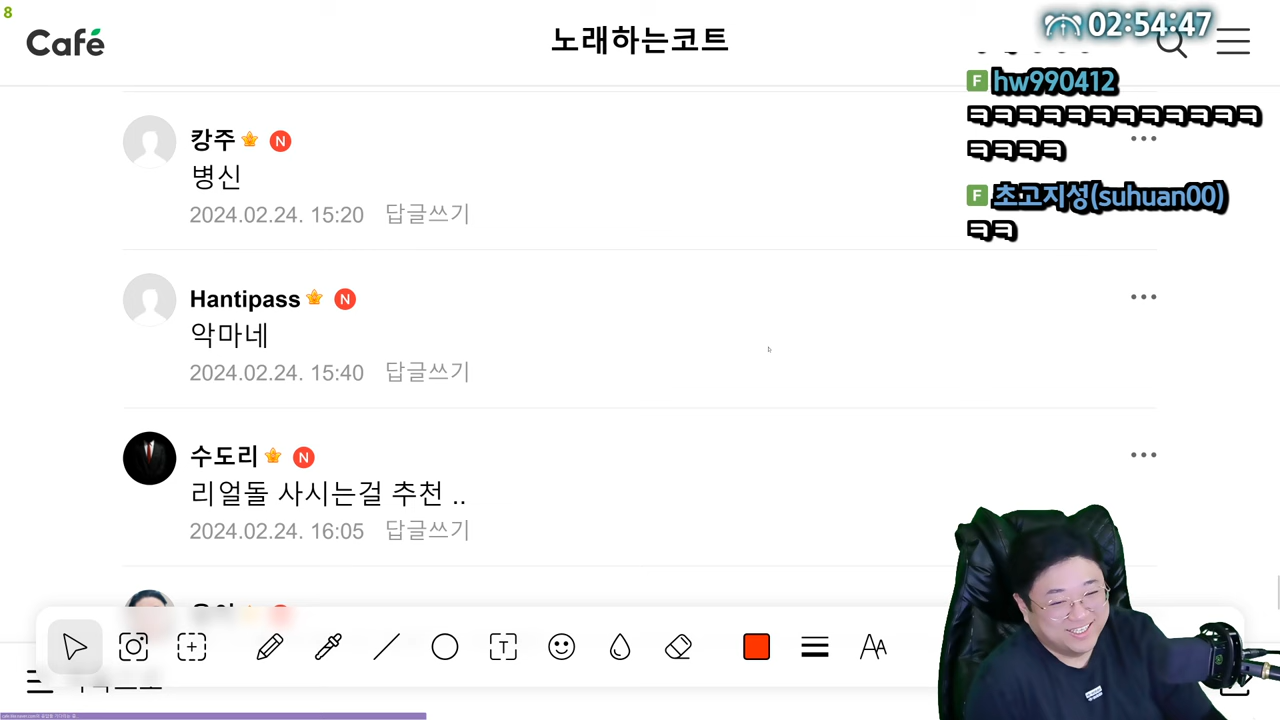 8
Café
노래하는코트
02:54:47
F hw990412
ㅋㅋㅋㅋㅋㅋㅋㅋㅋㅋㅋㅋ
ㅋㅋㅋㅋ
F 초고지성(suhuan00)
ㅋㅋ
캉주 N
병신
2024.02.24. 15:20 답글쓰기
Hantipass N
악마네
2024.02.24. 15:40 답글쓰기
수도리 N
리얼돌 사시는걸 추천 ..
2024.02.24. 16:05 답글쓰기
T
AA